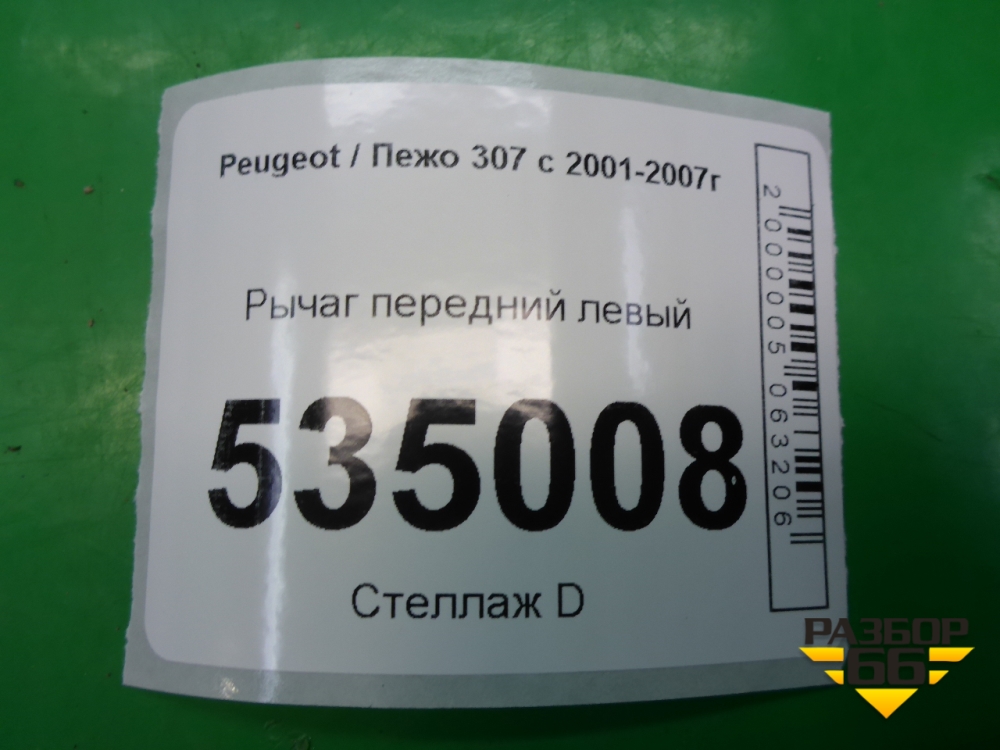 Peugeot / Пежо 307 с 2001-2007г
Рычаг передний левый
535008
Стеллаж D
2000005063206
РАЗБОР
66